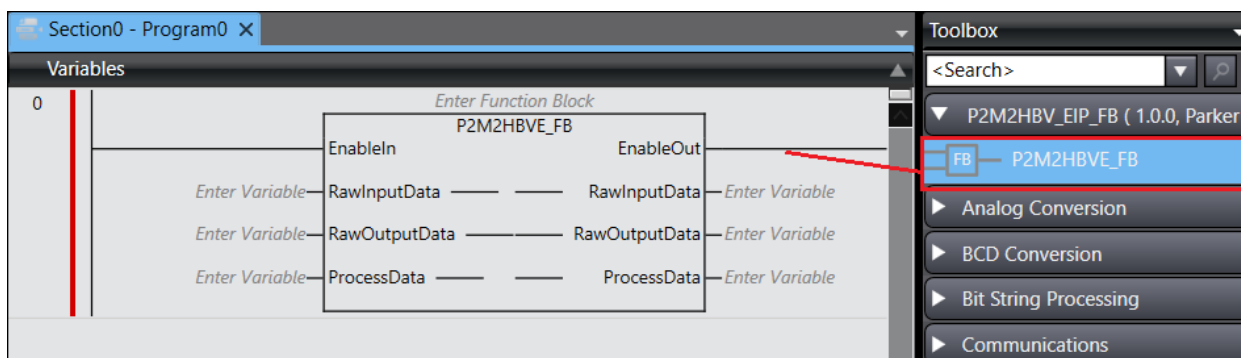 Section0 - Program0
Toolbox
Variables
<Search>
0
Enter Function Block
P2M2HBVE_FB
EnableIn EnableOut
Enter Variable RawInputData RawInputData Enter Variable
Enter Variable RawOutputData RawOutputData Enter Variable
Enter Variable ProcessData ProcessData Enter Variable
P2M2HBV_EIP_FB ( 1.0.0, Parker
FB P2M2HBVE_FB
Analog Conversion
BCD Conversion
Bit String Processing
Communications